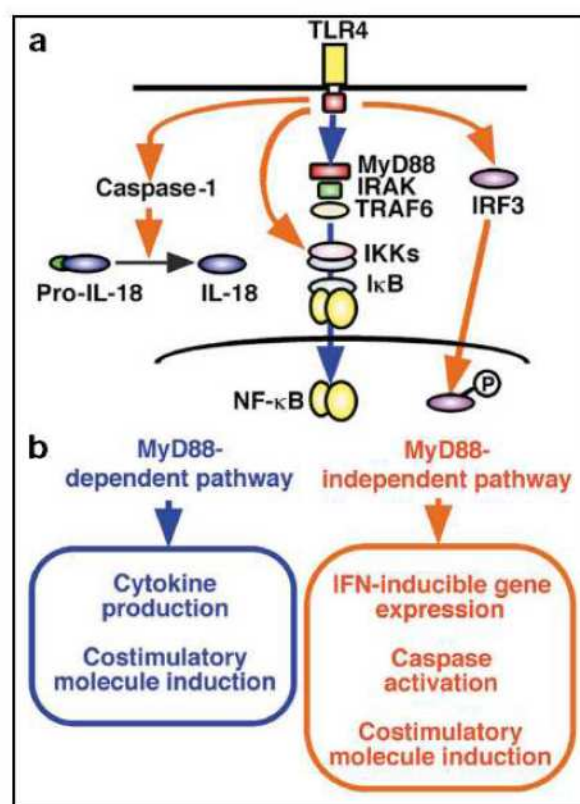 a
TLR4
MyD88
IRAK
TRAF6
Caspase-1
IRF3
IKKs
IκB
Pro-IL-18
IL-18
NF-κB
P
b
MyD88-
dependent pathway
Cytokine
production
Costimulatory
molecule induction
MyD88-
independent pathway
IFN-inducible gene
expression
Caspase
activation
Costimulatory
molecule induction